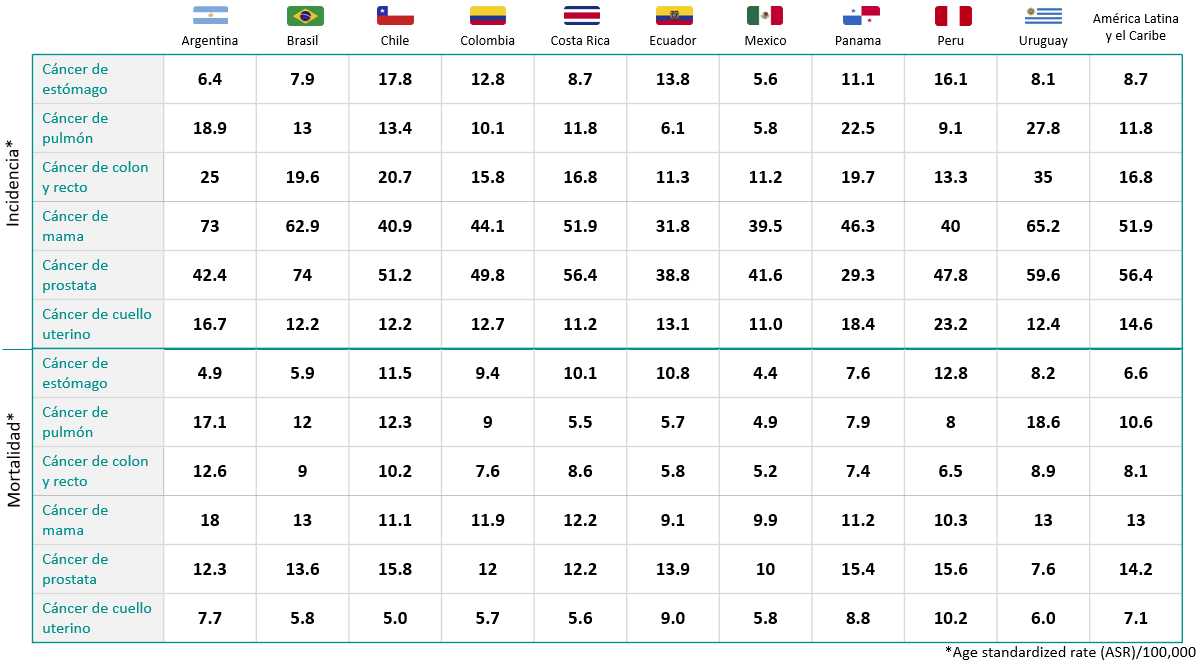 Argentina Brasil Chile Colombia Costa Rica Ecuador Mexico Panama Peru Uruguay América Latina y el Caribe
Incidencia*
Cáncer de estómago 6.4 7.9 17.8 12.8 8.7 13.8 5.6 11.1 16.1 8.1 8.7
Cáncer de pulmón 18.9 13 13.4 10.1 11.8 6.1 5.8 22.5 9.1 27.8 11.8
Cáncer de colon y recto 25 19.6 20.7 15.8 16.8 11.3 11.2 19.7 13.3 35 16.8
Cáncer de mama 73 62.9 40.9 44.1 51.9 31.8 39.5 46.3 40 65.2 51.9
Cáncer de prostata 42.4 74 51.2 49.8 56.4 38.8 41.6 29.3 47.8 59.6 56.4
Cáncer de cuello uterino 16.7 12.2 12.2 12.7 11.2 13.1 11.0 18.4 23.2 12.4 14.6
Mortalidad*
Cáncer de estómago 4.9 5.9 11.5 9.4 10.1 10.8 4.4 7.6 12.8 8.2 6.6
Cáncer de pulmón 17.1 12 12.3 9 5.5 5.7 4.9 7.9 8 18.6 10.6
Cáncer de colon y recto 12.6 9 10.2 7.6 8.6 5.8 5.2 7.4 6.5 8.9 8.1
Cáncer de mama 18 13 11.1 11.9 12.2 9.1 9.9 11.2 10.3 13 13
Cáncer de prostata 12.3 13.6 15.8 12 12.2 13.9 10 15.4 15.6 7.6 14.2
Cáncer de cuello uterino 7.7 5.8 5.0 5.7 5.6 9.0 5.8 8.8 10.2 6.0 7.1
*Age standardized rate (ASR)/100,000